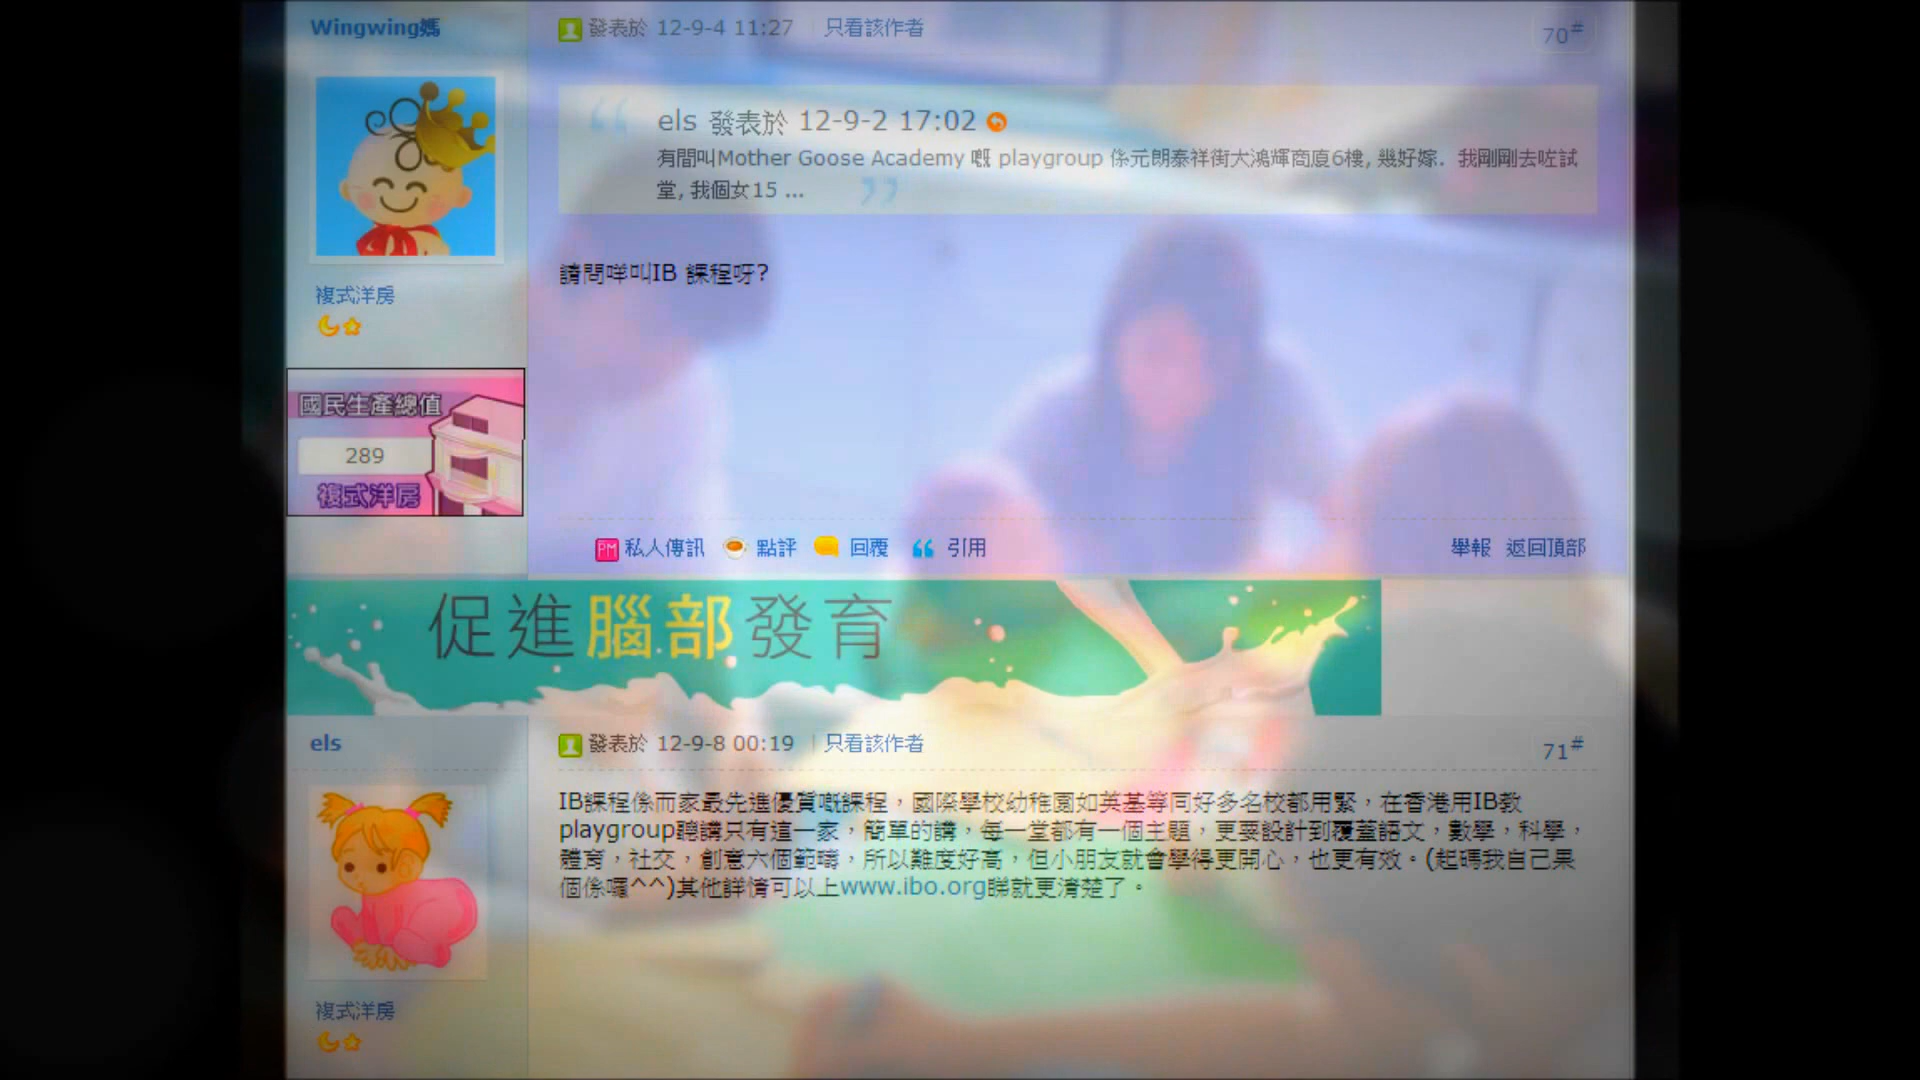 Wingwing媽
發表於 12-9-4 11:27 | 只看該作者
70#
els 發表於 12-9-2 17:02
有間叫Mother Goose Academy 嘅 playgroup 係元朗泰祥街大鴻輝商廈6樓, 幾好嫁. 我剛剛去咗試
堂, 我個女15 ...
請問咩叫IB 課程呀?
複式洋房
國民生產總值
289
複式洋房
PM 私人傳訊 點評 回覆 引用
舉報 返回頂部
促進腦部發育
els
發表於 12-9-8 00:19 | 只看該作者
71#
IB課程係而家最先進優質嘅課程，國際學校幼稚園如英基等同好多名校都用緊，在香港用IB教
playgroup聽講只有這一家，簡單的講，每一堂都有一個主題，更要設計到覆蓋語文，數學，科學，
體育，社交，創意六個範疇，所以難度好高，但小朋友就會學得更開心，也更有效。(起碼我自己果
個係囉^^)其他詳情可以上www.ibo.org睇就更清楚了。
複式洋房